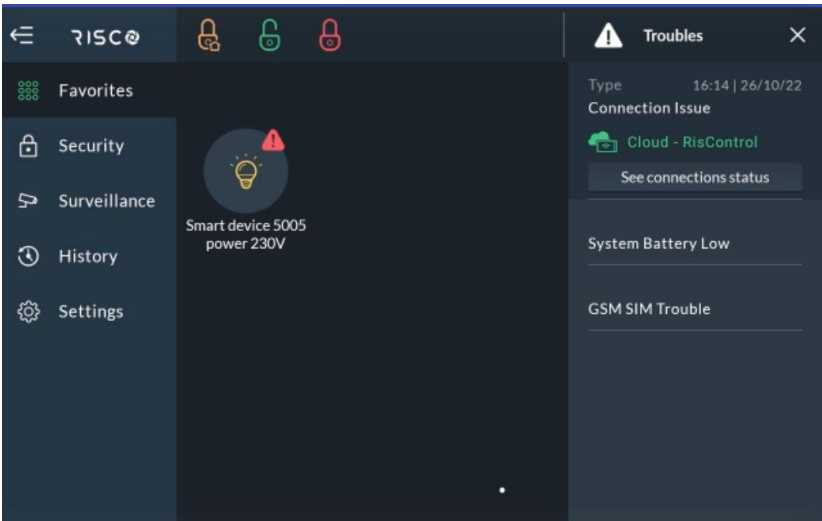 RISCO
Favorites
Security
Surveillance
History
Settings
Smart device 5005
power 230V
Troubles
Type 16:14 | 26/10/22
Connection Issue
Cloud - RisControl
See connections status
System Battery Low
GSM SIM Trouble